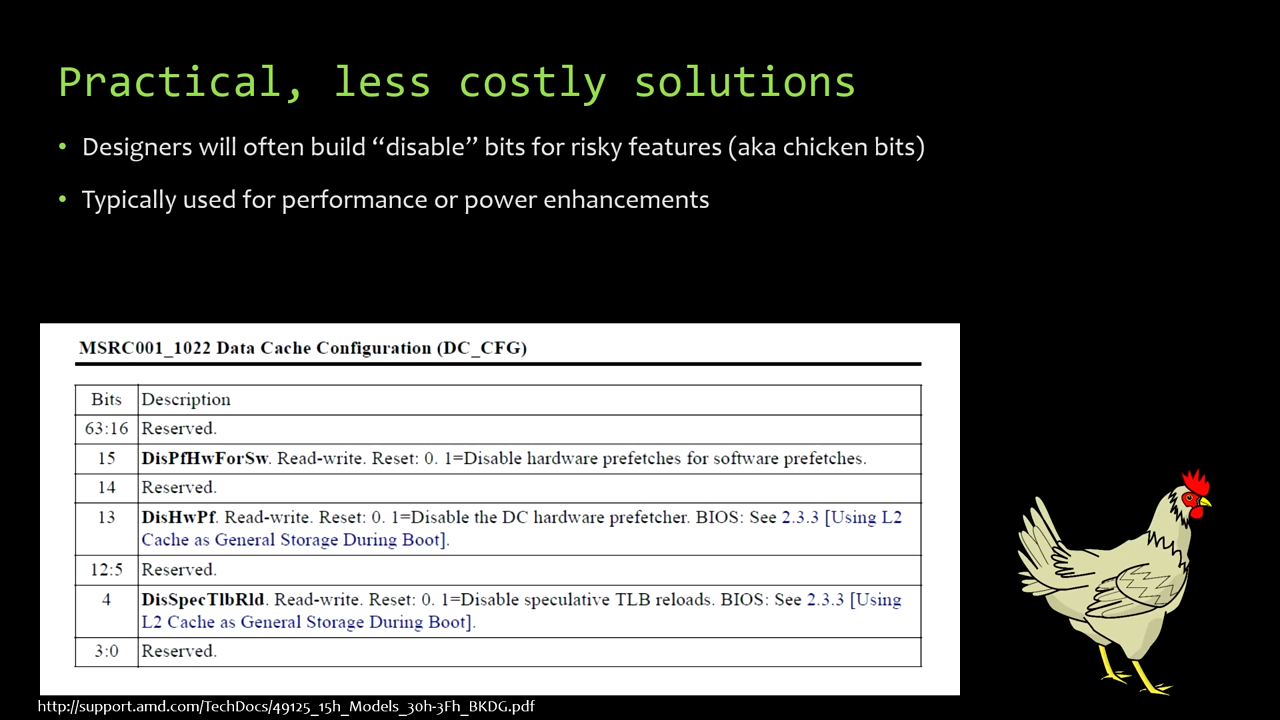 Practical, less costly solutions
• Designers will often build “disable” bits for risky features (aka chicken bits)
• Typically used for performance or power enhancements
MSRC001_1022 Data Cache Configuration (DC_CFG)
Bits Description
63:16 Reserved.
15 DisPfHwForSw. Read-write. Reset: 0. 1=Disable hardware prefetches for software prefetches.
14 Reserved.
13 DisHwPf. Read-write. Reset: 0. 1=Disable the DC hardware prefetcher. BIOS: See 2.3.3 [Using L2
Cache as General Storage During Boot].
12:5 Reserved.
4 DisSpecTlbRld. Read-write. Reset: 0. 1=Disable speculative TLB reloads. BIOS: See 2.3.3 [Using
L2 Cache as General Storage During Boot].
3:0 Reserved.
http://support.amd.com/TechDocs/49125_15h_Models_30h-3Fh_BKDG.pdf